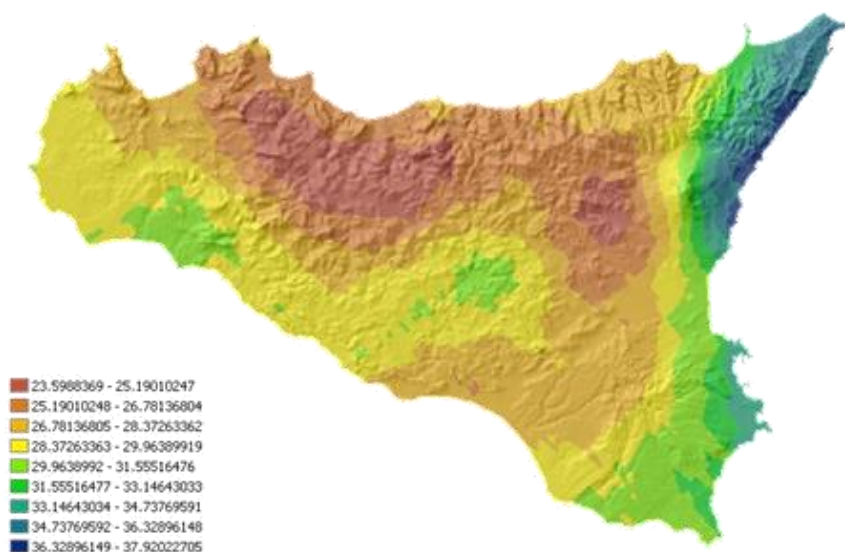 23.5988369 - 25.19010247
25.19010248 - 26.78136804
26.78136805 - 28.37263362
28.37263363 - 29.96389919
29.9638992 - 31.55516476
31.55516477 - 33.14643033
33.14643034 - 34.73769591
34.73769592 - 36.32896148
36.32896149 - 37.92022705